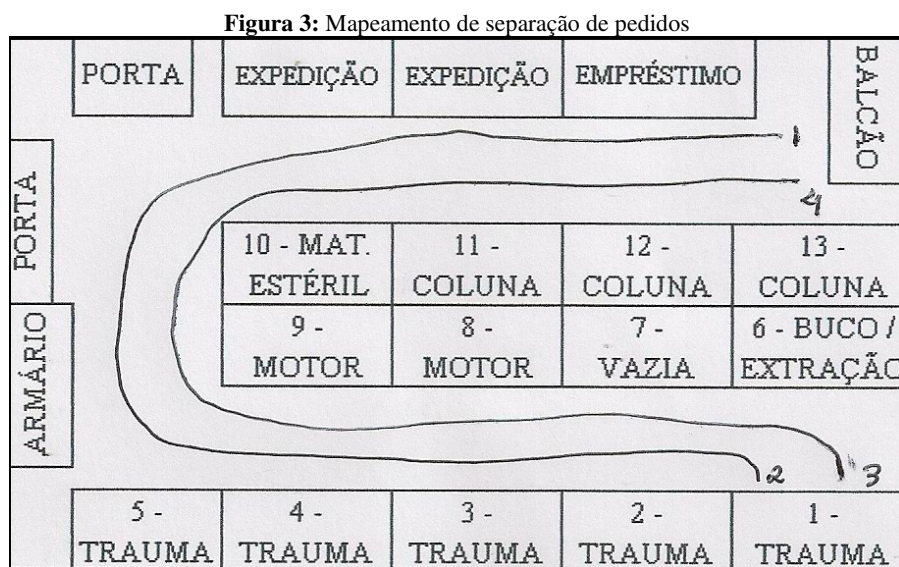 Figura 3: Mapeamento de separação de pedidos
PORTA
EXPEDIÇÃO
EXPEDIÇÃO
EMPRÉSTIMO
BALCÃO
1
4
PORTA
10 - MAT.
ESTÉRIL
11 -
COLUNA
12 -
COLUNA
13 -
COLUNA
9 -
MOTOR
8 -
MOTOR
7 -
VAZIA
6 - BUCO /
EXTRAÇÃO
ARMÁRIO
2
3
5 -
TRAUMA
4 -
TRAUMA
3 -
TRAUMA
2 -
TRAUMA
1 -
TRAUMA